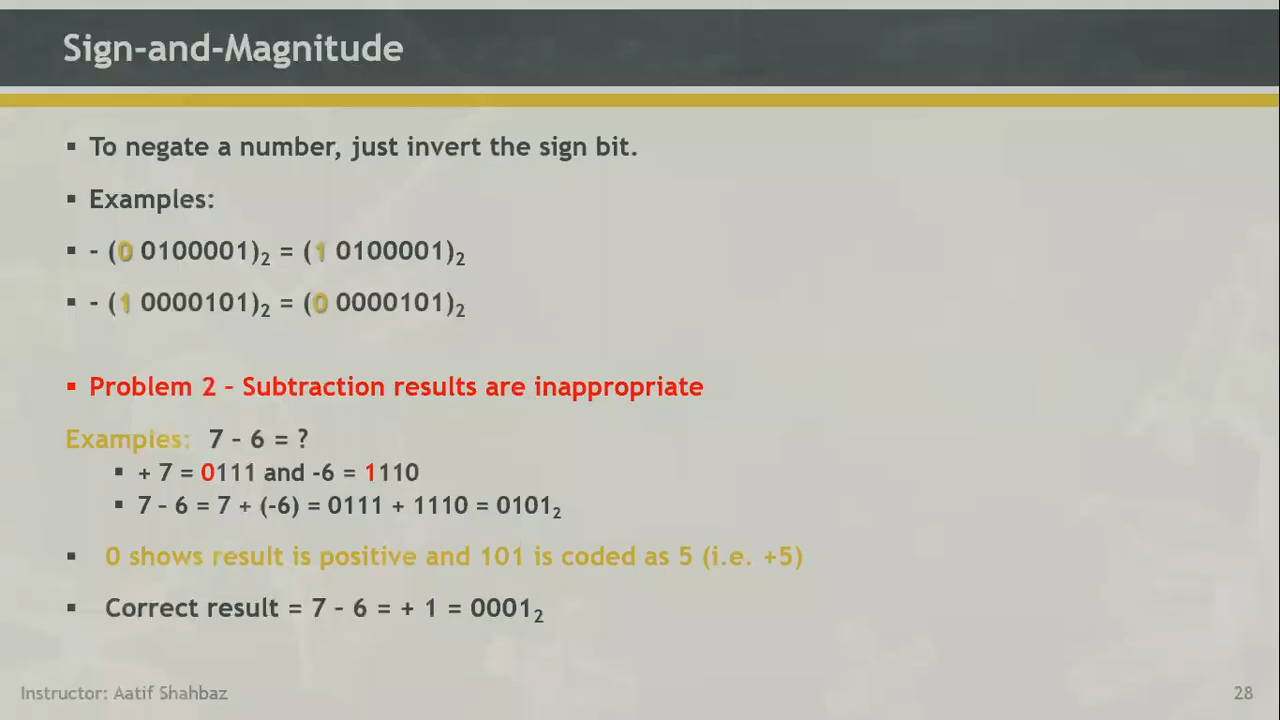 Sign-and-Magnitude
▪ To negate a number, just invert the sign bit.
▪ Examples:
▪ - (0 0100001)₂ = (1 0100001)₂
▪ - (1 0000101)₂ = (0 0000101)₂
▪ Problem 2 – Subtraction results are inappropriate
Examples: 7 – 6 = ?
▪ + 7 = 0111 and -6 = 1110
▪ 7 – 6 = 7 + (-6) = 0111 + 1110 = 0101₂
▪ 0 shows result is positive and 101 is coded as 5 (i.e. +5)
▪ Correct result = 7 – 6 = + 1 = 0001₂
Instructor: Aatif Shahbaz
28